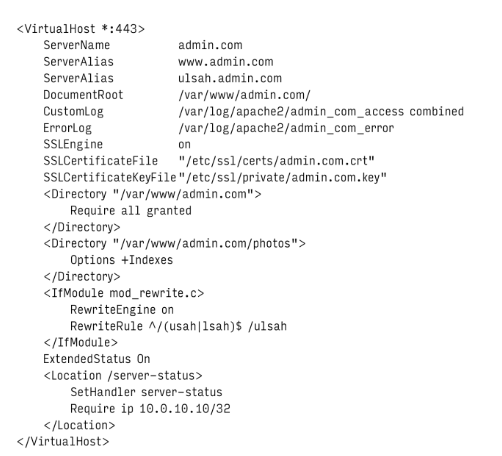 <VirtualHost *:443>
    ServerName          admin.com
    ServerAlias         www.admin.com
    ServerAlias         ulsah.admin.com
    DocumentRoot        /var/www/admin.com/
    CustomLog           /var/log/apache2/admin_com_access combined
    ErrorLog            /var/log/apache2/admin_com_error
    SSLEngine           on
    SSLCertificateFile  "/etc/ssl/certs/admin.com.crt"
    SSLCertificateKeyFile "/etc/ssl/private/admin.com.key"
    <Directory "/var/www/admin.com">
        Require all granted
    </Directory>
    <Directory "/var/www/admin.com/photos">
        Options +Indexes
    </Directory>
    <IfModule mod_rewrite.c>
        RewriteEngine on
        RewriteRule ^/(usah|lsah)$ /ulsah
    </IfModule>
    ExtendedStatus On
    <Location /server-status>
        SetHandler server-status
        Require ip 10.0.10.10/32
    </Location>
</VirtualHost>